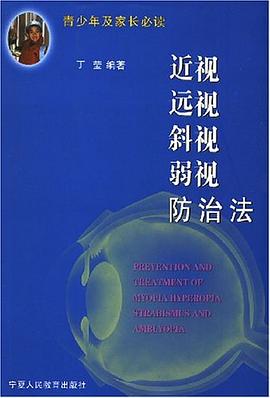 青少年及家长必读
丁 莹 编著
近视
远视
斜视
弱视
防治法
PREVENTION AND
TREATMENT OF
MYOPIA HYPEROPIA,
STRABISMUS AND
AMBLYOPIA
宁夏人民教育出版社